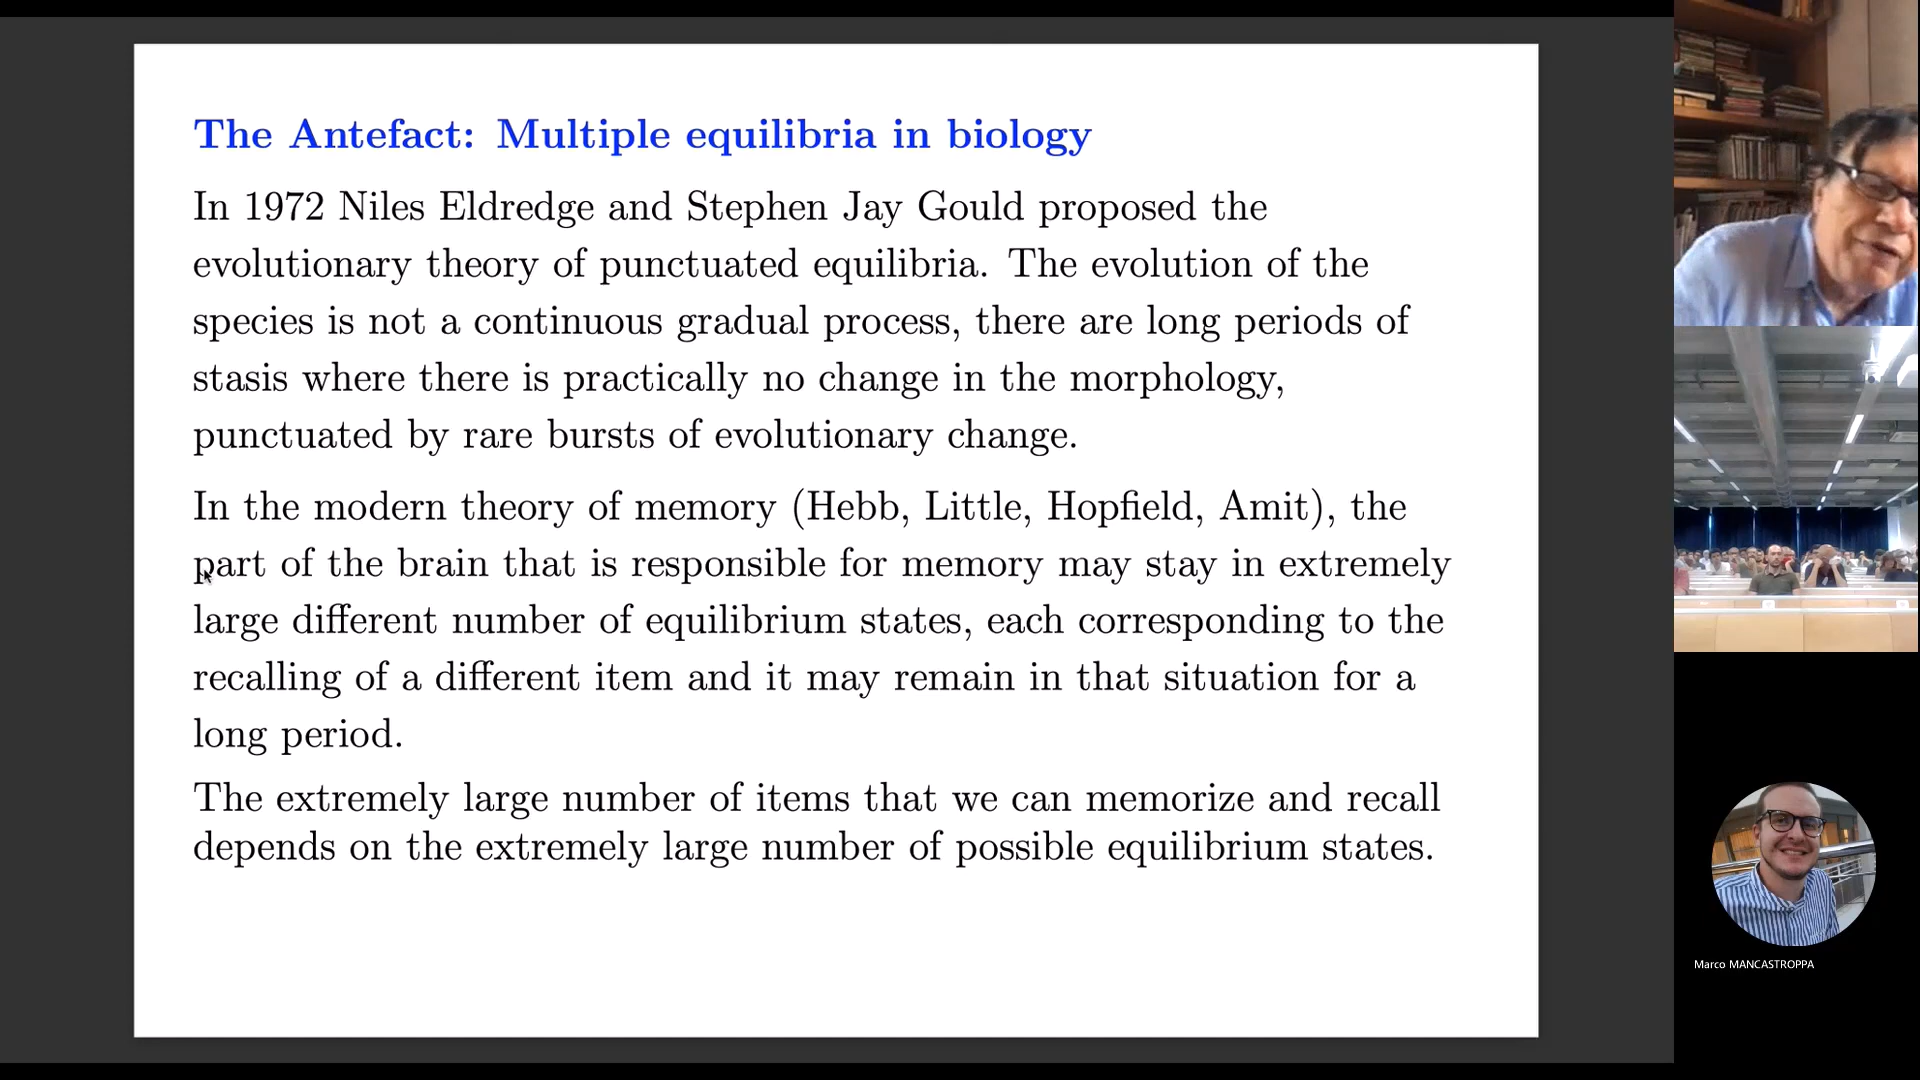 The Antefact: Multiple equilibria in biology
In 1972 Niles Eldredge and Stephen Jay Gould proposed the
evolutionary theory of punctuated equilibria. The evolution of the
species is not a continuous gradual process, there are long periods of
stasis where there is practically no change in the morphology,
punctuated by rare bursts of evolutionary change.
In the modern theory of memory (Hebb, Little, Hopfield, Amit), the
part of the brain that is responsible for memory may stay in extremely
large different number of equilibrium states, each corresponding to the
recalling of a different item and it may remain in that situation for a
long period.
The extremely large number of items that we can memorize and recall
depends on the extremely large number of possible equilibrium states.
Marco MANCASTROPPA